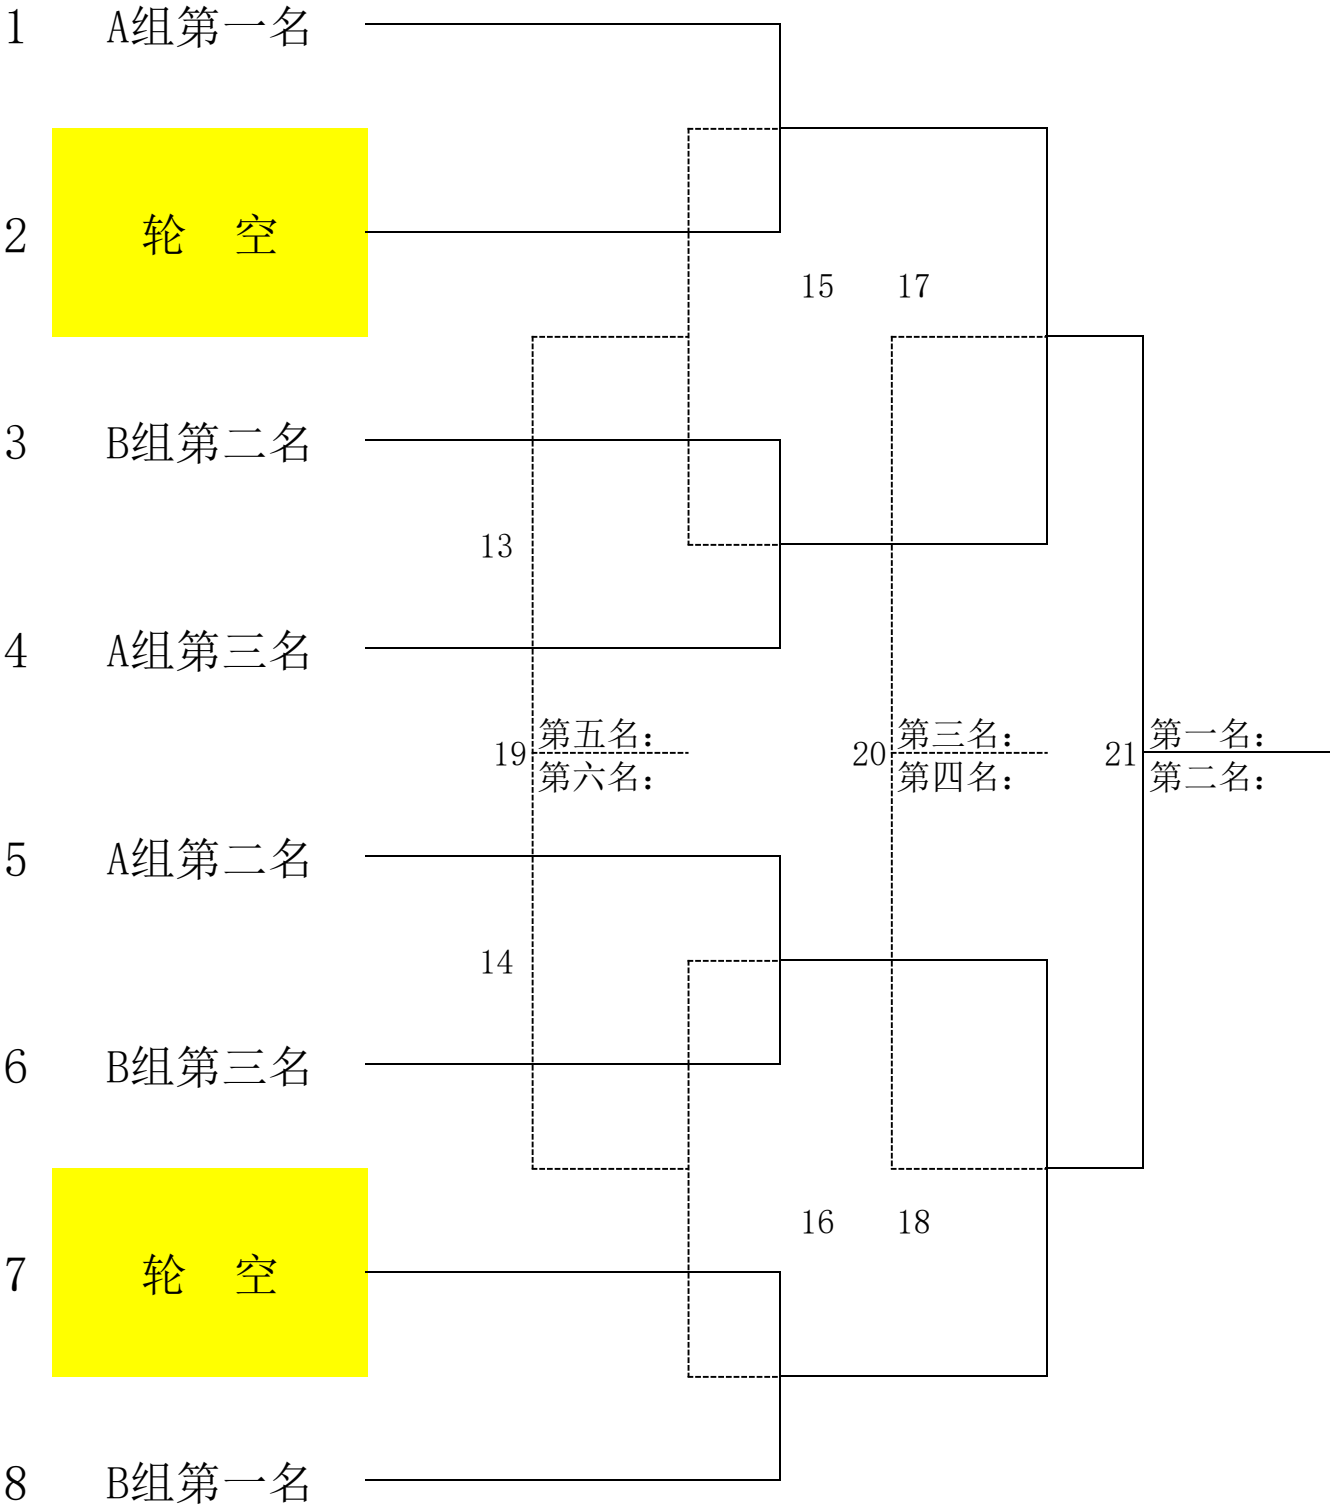 1 A组第一名
2 轮 空
15 17
3 B组第二名
13
4 A组第三名
19 第五名：
第六名：
20 第三名：
第四名：
21 第一名：
第二名：
5 A组第二名
14
6 B组第三名
16 18
7 轮 空
8 B组第一名